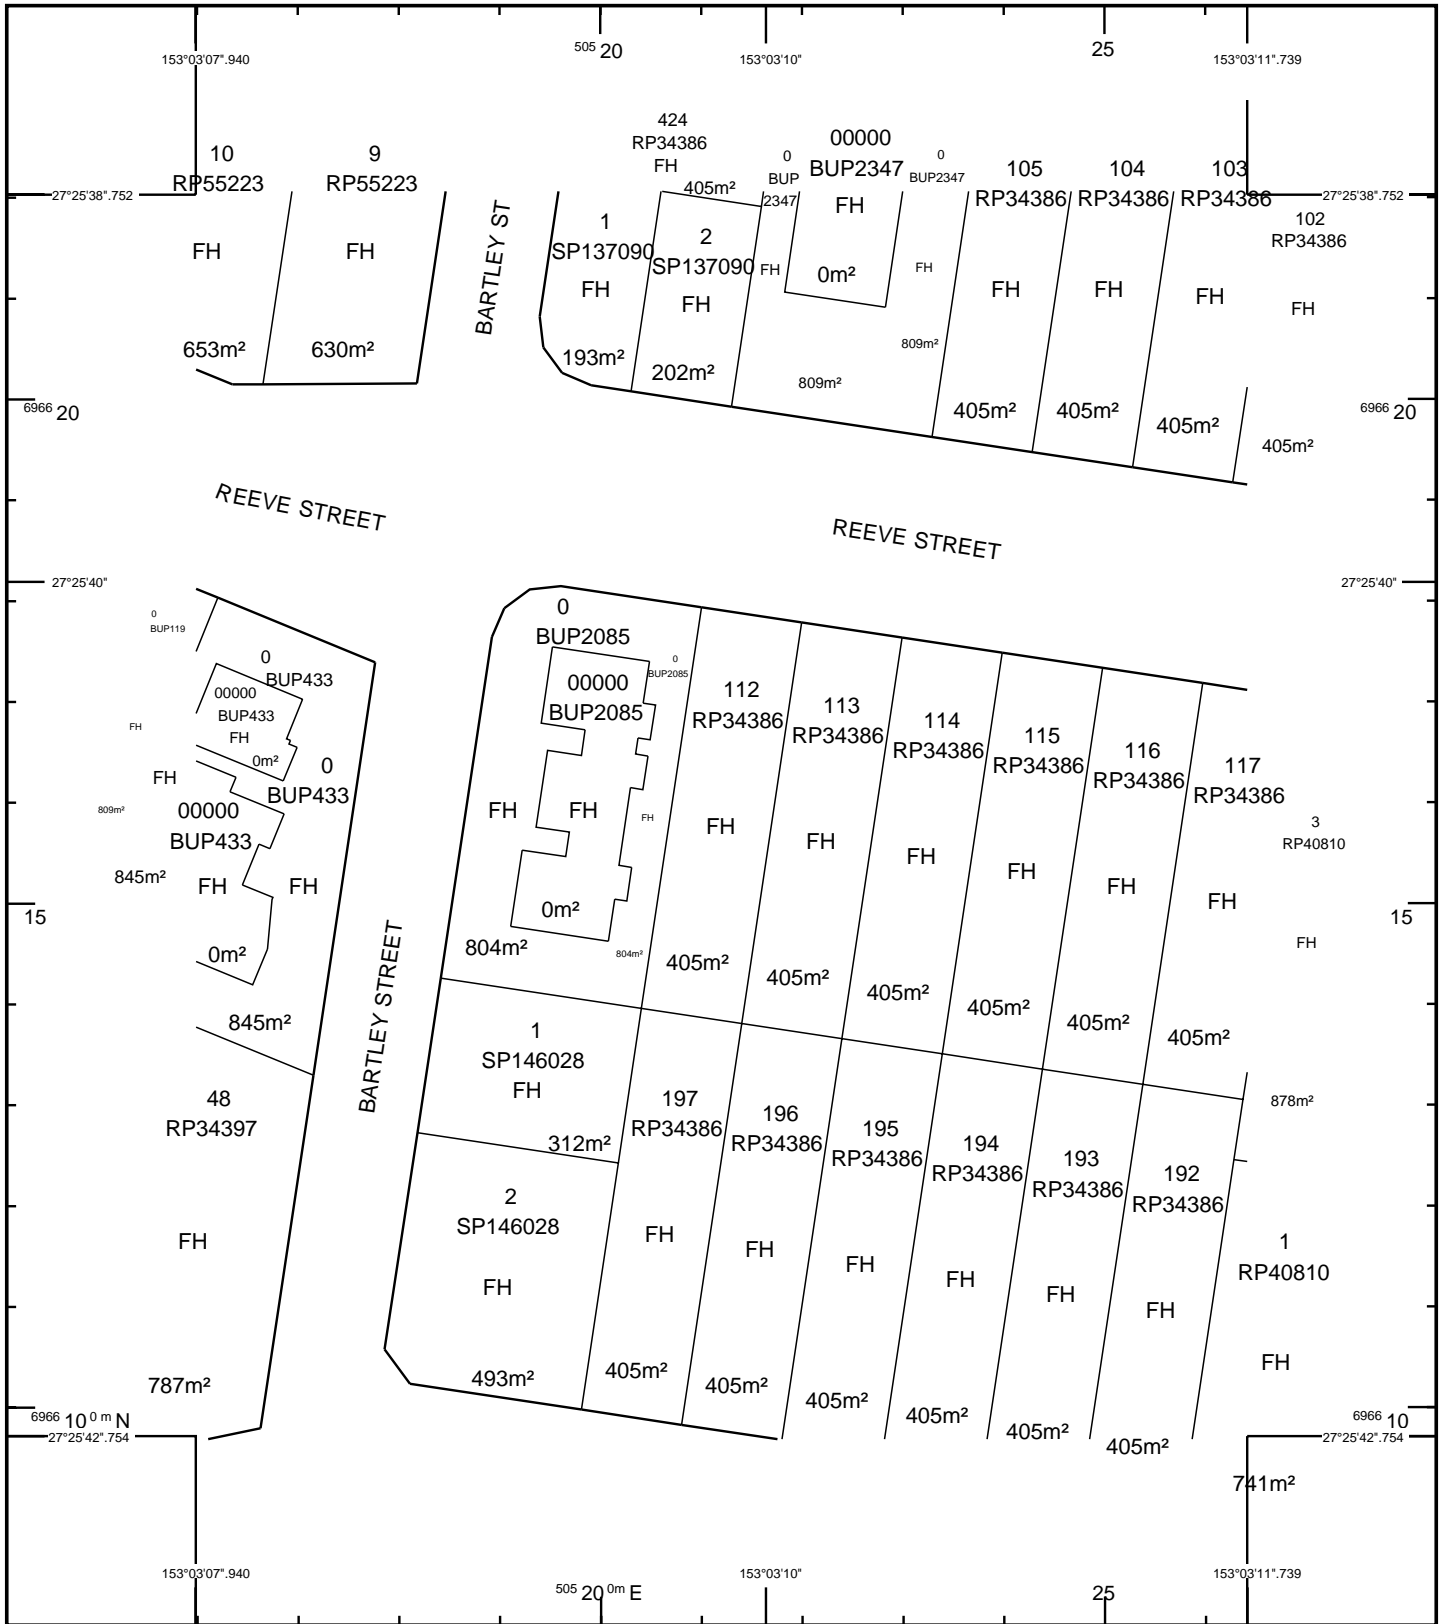 505 20
25
153°03'07".940
153°03'10"
153°03'11".739
424
RP34386
FH
405m²
10
RP55223
FH
653m²
9
RP55223
FH
630m²
BARTLEY ST
1
SP137090
FH
193m²
2
SP137090
FH
202m²
0
BUP
2347
FH
809m²
00000
BUP2347
FH
0m²
0
BUP2347
FH
809m²
105
RP34386
FH
405m²
104
RP34386
FH
405m²
103
RP34386
FH
405m²
102
RP34386
FH
405m²
27°25'38".752
27°25'38".752
6966 20
6966 20
REEVE STREET
REEVE STREET
27°25'40"
27°25'40"
0
BUP119
FH
809m²
0
BUP433
00000
BUP433
FH
0m²
0
BUP433
FH
845m²
FH
845m²
00000
BUP433
FH
0m²
0
BUP2085
FH
804m²
00000
BUP2085
FH
0m²
0
BUP2085
FH
804m²
112
RP34386
FH
405m²
113
RP34386
FH
405m²
114
RP34386
FH
405m²
115
RP34386
FH
405m²
116
RP34386
FH
405m²
117
RP34386
FH
405m²
3
RP40810
FH
878m²
15
15
BARTLEY STREET
48
RP34397
FH
787m²
1
SP146028
FH
312m²
2
SP146028
FH
493m²
197
RP34386
FH
405m²
196
RP34386
FH
405m²
195
RP34386
FH
405m²
194
RP34386
FH
405m²
193
RP34386
FH
405m²
192
RP34386
FH
405m²
1
RP40810
FH
741m²
6966 10 0 m N
27°25'42".754
6966 10
27°25'42".754
153°03'07".940
153°03'10"
153°03'11".739
505 20 0m E
25